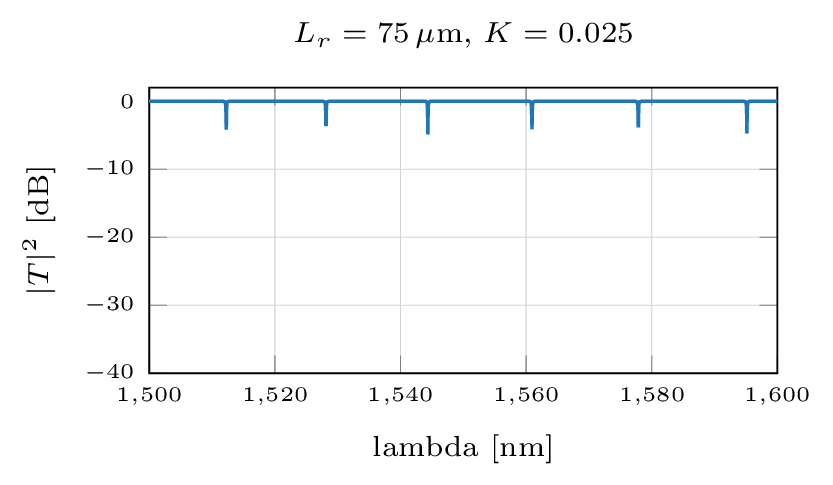 L_r = 75 μm, K = 0.025
|T|² [dB]
0
−10
−20
−30
−40
1,500 1,520 1,540 1,560 1,580 1,600
lambda [nm]